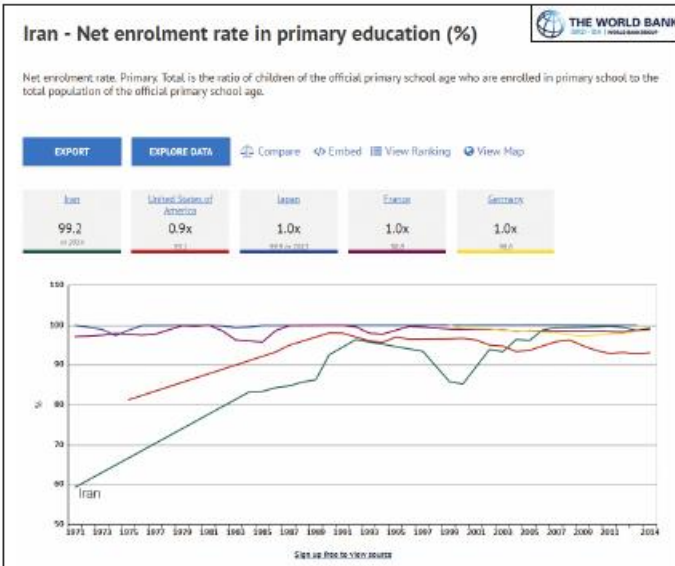 Iran - Net enrolment rate in primary education (%)
THE WORLD BANK
Net enrolment rate. Primary. Total is the ratio of children of the official primary school age who are enrolled in primary school to the
total population of the official primary school age.
EXPORT
EXPLORE DATA
Compare
Embed
View Ranking
View Map
Iran
99.2
in 2014
United States of
America
0.9x
Japan
1.0x
France
1.0x
Germany
1.0x
110
100
90
80
70
60
50
%
Iran
1971 1973 1975 1977 1979 1981 1983 1985 1987 1989 1991 1993 1995 1997 1999 2001 2003 2005 2007 2009 2011 2014
Sign up free to view source